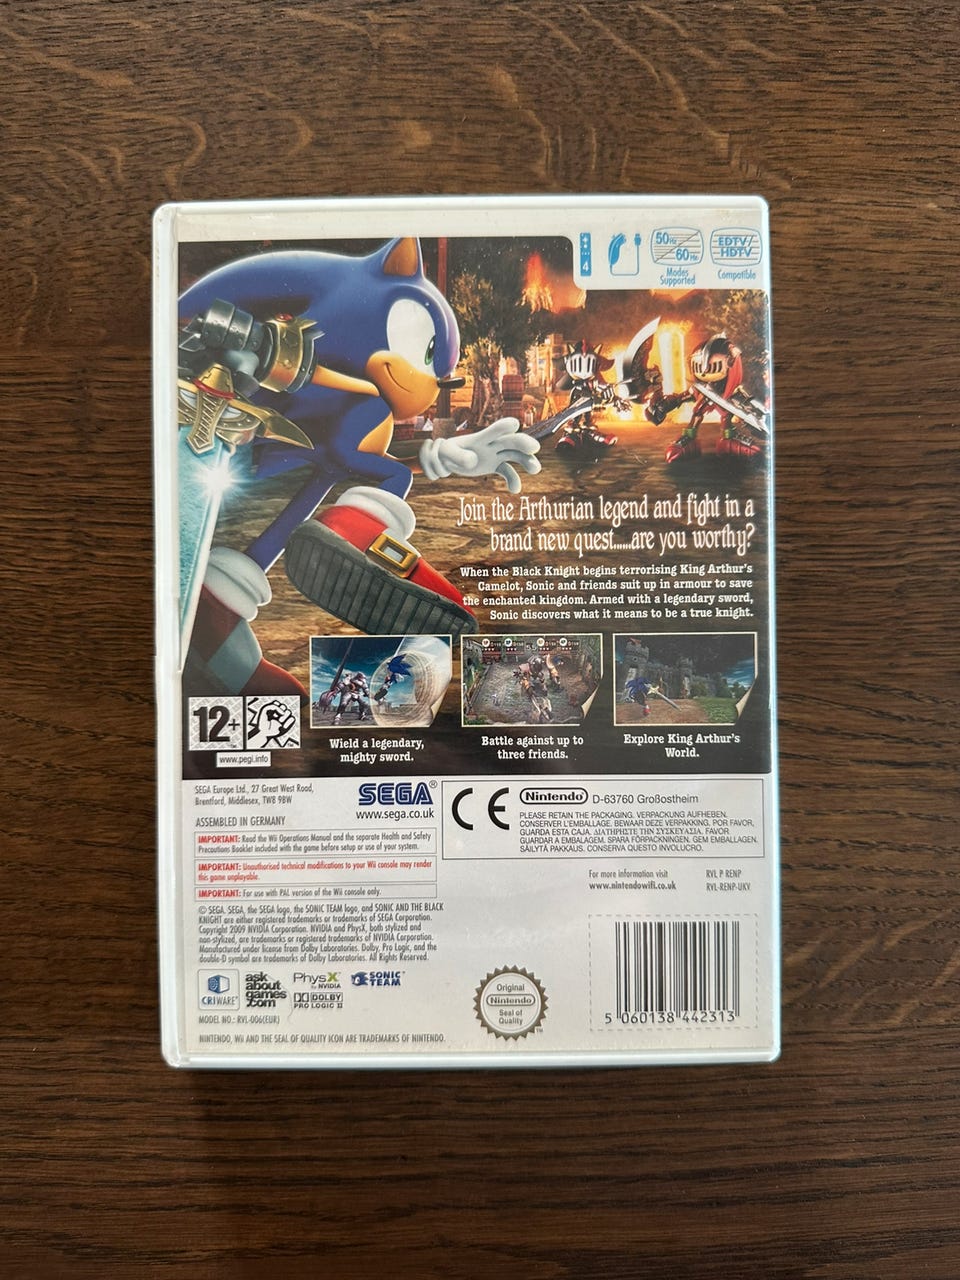 50Hz
60Hz
Modes
Supported
EDTV/
HDTV
Compatible
4
Join the Arthurian legend and fight in a
brand new quest......are you worthy?
When the Black Knight begins terrorising King Arthur's
Camelot, Sonic and friends suit up in armour to save
the enchanted kingdom. Armed with a legendary sword,
Sonic discovers what it means to be a true knight.
12+
www.pegi.info
Wield a legendary,
mighty sword.
Battle against up to
three friends.
Explore King Arthur's
World.
SEGA Europe Ltd., 27 Great West Road,
Brentford, Middlesex, TW8 9BW
ASSEMBLED IN GERMANY
SEGA®
www.sega.co.uk
IMPORTANT: Read the Wii Operations Manual and the separate Health and Safety
Precautions Booklet included with the game before setup or use of your system.
IMPORTANT: Unauthorised technical modifications to your Wii console may render
this game unplayable.
IMPORTANT: For use with PAL version of the Wii console only.
CE
Nintendo D-63760 Großostheim
PLEASE RETAIN THE PACKAGING. VERPACKUNG AUFHEBEN.
CONSERVER L'EMBALLAGE. BEWAAR DEZE VERPAKKING. POR FAVOR,
GUARDA ESTA CAJA. ΔΙΑΤΗΡΗΣΤΕ ΤΗΝ ΣΥΣΚΕΥΑΣΙΑ. FAVOR
GUARDAR A EMBALAGEM. SPARA FÖRPACKNINGEN. GEM EMBALLAGEN.
SÄILYTÄ PAKKAUS. CONSERVA QUESTO INVOLUCRO.
For more information visit
www.nintendowifi.co.uk
RVL P RENP
RVL-RENP-UKV
© SEGA. SEGA, the SEGA logo, the SONIC TEAM logo, and SONIC AND THE BLACK
KNIGHT are either registered trademarks or trademarks of SEGA Corporation.
Copyright 2009 NVIDIA Corporation. NVIDIA and PhysX, both stylized and
non-stylized, are trademarks or registered trademarks of NVIDIA Corporation.
Manufactured under license from Dolby Laboratories. Dolby, Pro Logic, and the
double-D symbol are trademarks of Dolby Laboratories. All Rights Reserved.
CRIWARE
ask
about
games
.com
PhysX
by NVIDIA
DOLBY
PRO LOGIC II
SONIC
TEAM
MODEL NO.: RVL-006(EUR)
NINTENDO, Wii AND THE SEAL OF QUALITY ICON ARE TRADEMARKS OF NINTENDO.
Original
Nintendo
Seal of
Quality
5 060138 442313